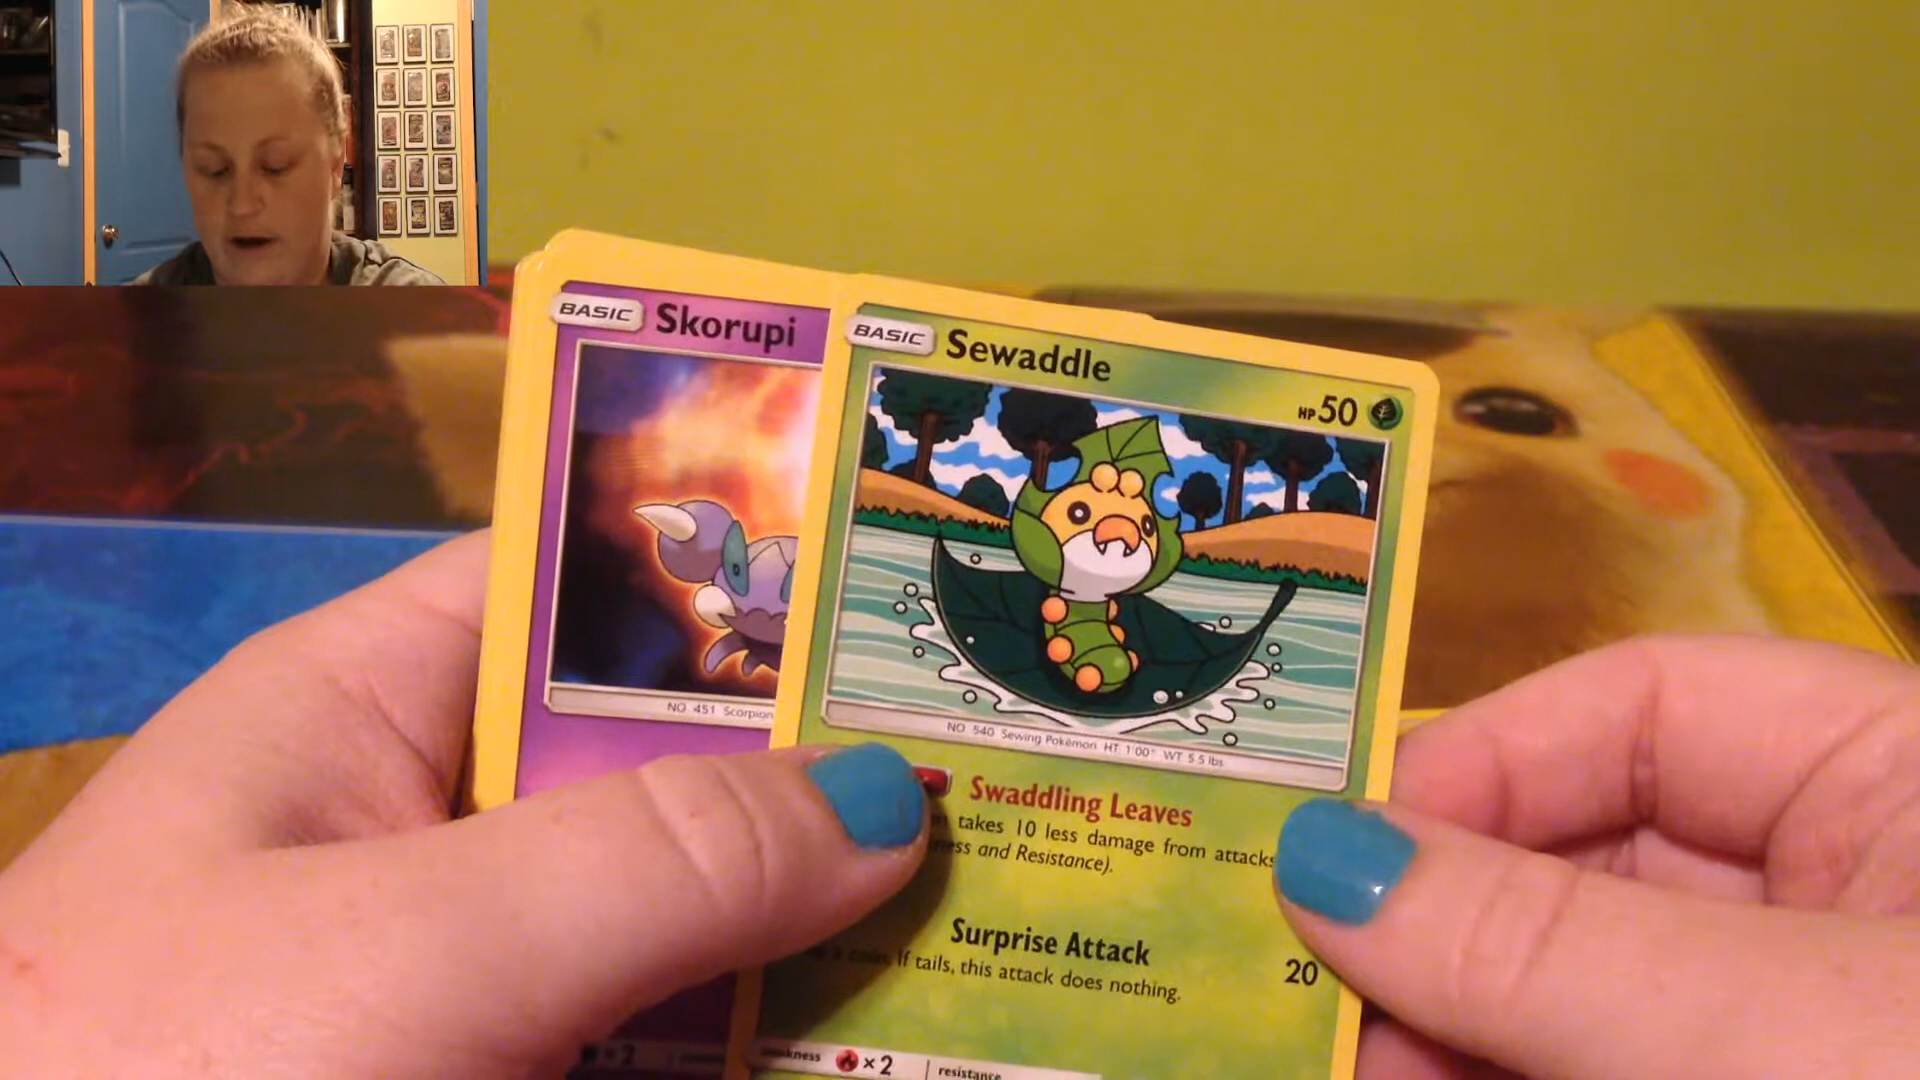 BASIC Skorupi
NO. 451 Scorpion
×2
BASIC Sewaddle
HP 50
NO. 540 Sewing Pokémon HT 1'00" WT 5.5 lbs
Swaddling Leaves
takes 10 less damage from attacks
and Resistance).
Surprise Attack
20
If tails, this attack does nothing.
weakness ×2 resistance